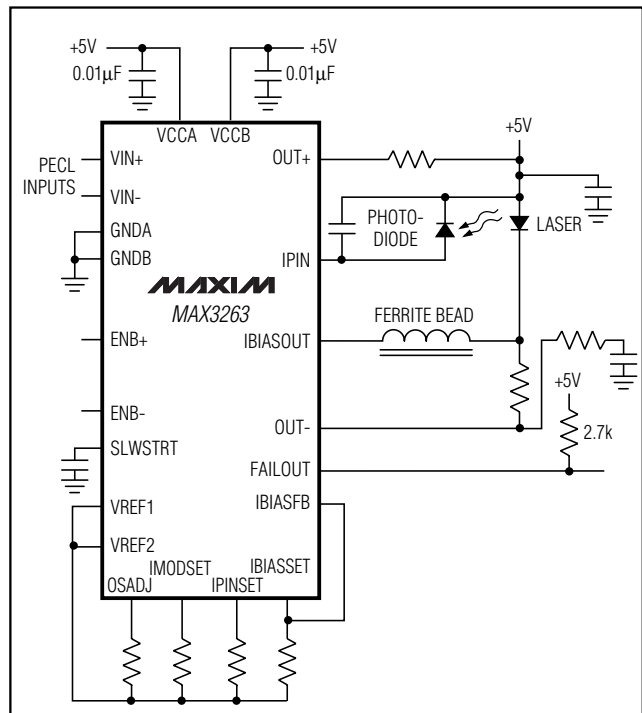 +5V
+5V
0.01μF
0.01μF
VCCA
VCCB
+5V
PECL
INPUTS
VIN+
VIN-
GNDA
GNDB
ENB+
ENB-
SLWSTRT
VREF1
VREF2
MAXIM
MAX3263
OUT+
IPIN
IBIASOUT
OUT-
FAILOUT
IBIASFB
PHOTO-
DIODE
LASER
FERRITE BEAD
+5V
2.7k
OSADJ
IMODSET
IPINSET
IBIASSET